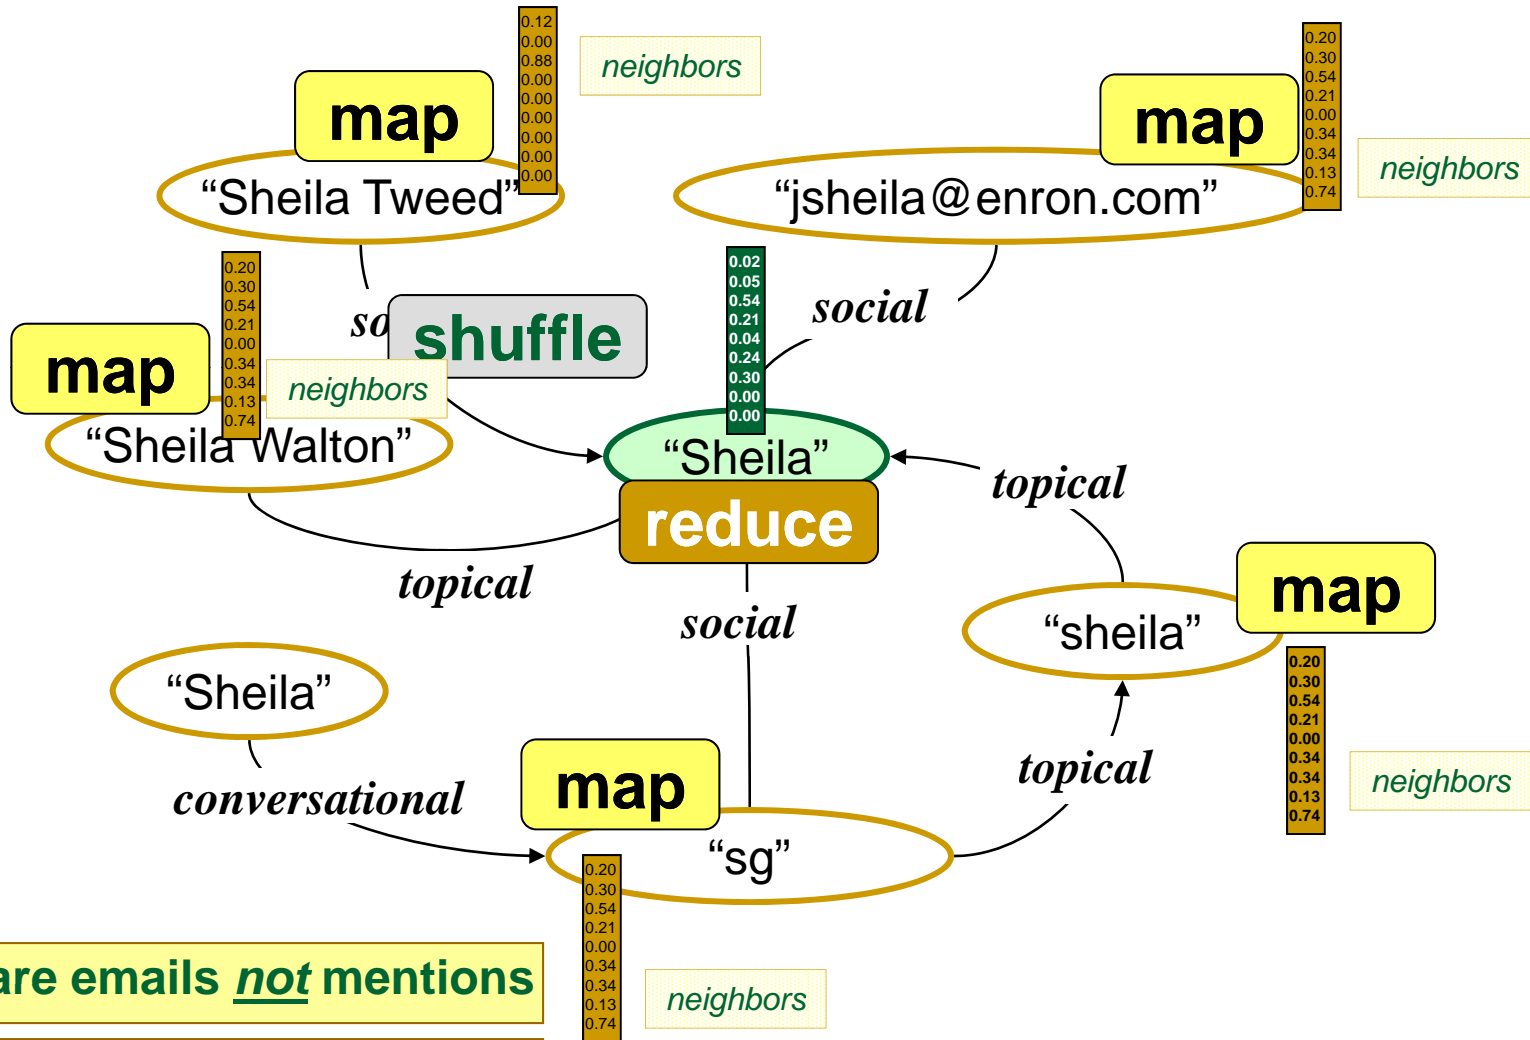 0.12
0.00
0.88
0.00
0.00
0.00
0.00
0.00
0.00
neighbors
map
“Sheila Tweed”
0.20
0.30
0.54
0.21
0.00
0.34
0.34
0.13
0.74
neighbors
map
“jsheila@enron.com”
so
shuffle
social
0.20
0.30
0.54
0.21
0.00
0.34
0.34
0.13
0.74
neighbors
map
“Sheila Walton”
0.02
0.05
0.54
0.21
0.04
0.24
0.30
0.00
0.00
“Sheila”
reduce
topical
topical
social
map
“sheila”
0.20
0.30
0.54
0.21
0.00
0.34
0.34
0.13
0.74
neighbors
“Sheila”
conversational
map
“sg”
topical
0.20
0.30
0.54
0.21
0.00
0.34
0.34
0.13
0.74
neighbors
are emails not mentions